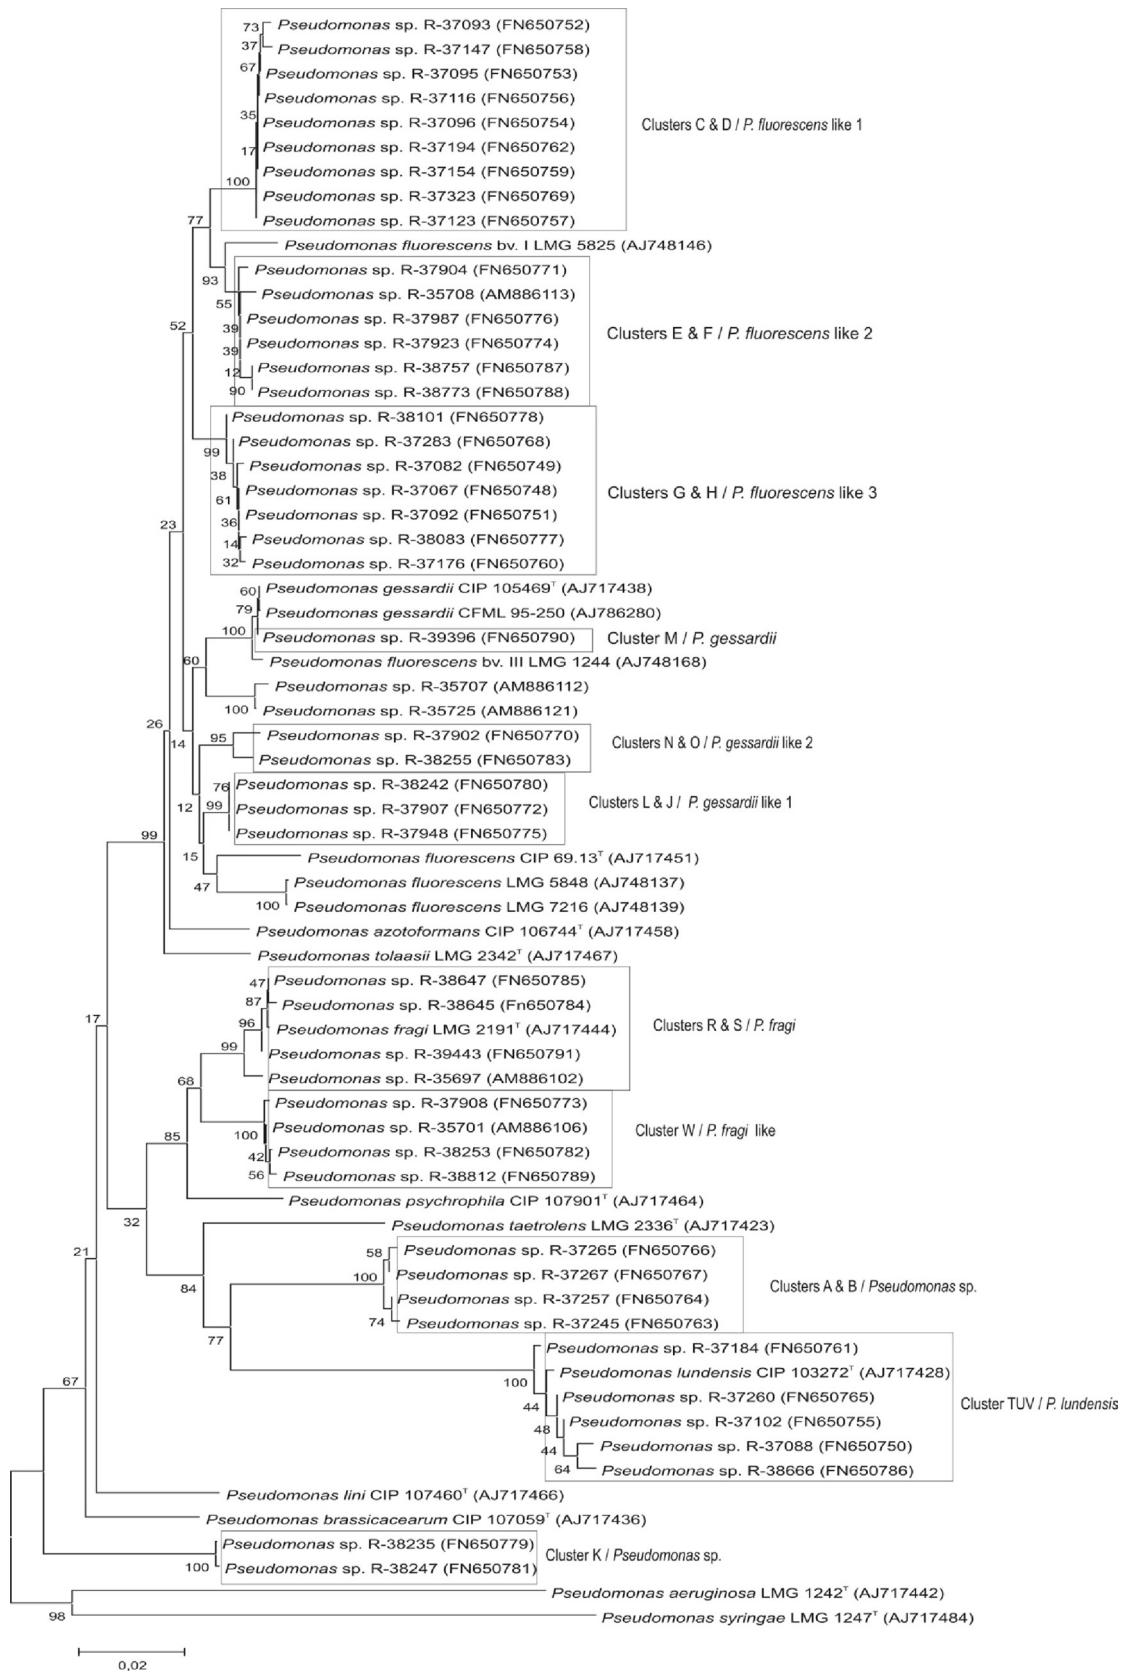 73
Pseudomonas sp. R-37093 (FN650752)
37
Pseudomonas sp. R-37147 (FN650758)
67
Pseudomonas sp. R-37095 (FN650753)
Pseudomonas sp. R-37116 (FN650756)
35
Pseudomonas sp. R-37096 (FN650754)
Clusters C & D / P. fluorescens like 1
17
Pseudomonas sp. R-37194 (FN650762)
Pseudomonas sp. R-37154 (FN650759)
100
Pseudomonas sp. R-37323 (FN650769)
77
Pseudomonas sp. R-37123 (FN650757)
Pseudomonas fluorescens bv. I LMG 5825 (AJ748146)
93
Pseudomonas sp. R-37904 (FN650771)
55
Pseudomonas sp. R-35708 (AM886113)
52
39
Pseudomonas sp. R-37987 (FN650776)
Clusters E & F / P. fluorescens like 2
39
Pseudomonas sp. R-37923 (FN650774)
12
Pseudomonas sp. R-38757 (FN650787)
90
Pseudomonas sp. R-38773 (FN650788)
Pseudomonas sp. R-38101 (FN650778)
99
Pseudomonas sp. R-37283 (FN650768)
38
Pseudomonas sp. R-37082 (FN650749)
61
Pseudomonas sp. R-37067 (FN650748)
Clusters G & H / P. fluorescens like 3
23
36
Pseudomonas sp. R-37092 (FN650751)
14
Pseudomonas sp. R-38083 (FN650777)
32
Pseudomonas sp. R-37176 (FN650760)
60
Pseudomonas gessardii CIP 105469T (AJ717438)
79
Pseudomonas gessardii CFML 95-250 (AJ786280)
100
Pseudomonas sp. R-39396 (FN650790)
Cluster M / P. gessardii
60
Pseudomonas fluorescens bv. III LMG 1244 (AJ748168)
Pseudomonas sp. R-35707 (AM886112)
100
Pseudomonas sp. R-35725 (AM886121)
26
14
95
Pseudomonas sp. R-37902 (FN650770)
Clusters N & O / P. gessardii like 2
Pseudomonas sp. R-38255 (FN650783)
76
Pseudomonas sp. R-38242 (FN650780)
12
99
Pseudomonas sp. R-37907 (FN650772)
Clusters L & J / P. gessardii like 1
99
Pseudomonas sp. R-37948 (FN650775)
15
Pseudomonas fluorescens CIP 69.13T (AJ717451)
47
Pseudomonas fluorescens LMG 5848 (AJ748137)
100
Pseudomonas fluorescens LMG 7216 (AJ748139)
Pseudomonas azotoformans CIP 106744T (AJ717458)
Pseudomonas tolaasii LMG 2342T (AJ717467)
47
Pseudomonas sp. R-38647 (FN650785)
87
Pseudomonas sp. R-38645 (Fn650784)
17
96
Pseudomonas fragi LMG 2191T (AJ717444)
Clusters R & S / P. fragi
99
Pseudomonas sp. R-39443 (FN650791)
68
Pseudomonas sp. R-35697 (AM886102)
Pseudomonas sp. R-37908 (FN650773)
85
100
Pseudomonas sp. R-35701 (AM886106)
Cluster W / P. fragi like
42
Pseudomonas sp. R-38253 (FN650782)
56
Pseudomonas sp. R-38812 (FN650789)
Pseudomonas psychrophila CIP 107901T (AJ717464)
32
Pseudomonas taetrolens LMG 2336T (AJ717423)
21
58
Pseudomonas sp. R-37265 (FN650766)
84
100
Pseudomonas sp. R-37267 (FN650767)
Clusters A & B / Pseudomonas sp.
Pseudomonas sp. R-37257 (FN650764)
74
Pseudomonas sp. R-37245 (FN650763)
77
Pseudomonas sp. R-37184 (FN650761)
67
100
Pseudomonas lundensis CIP 103272T (AJ717428)
44
Pseudomonas sp. R-37260 (FN650765)
Cluster TUV / P. lundensis
48
Pseudomonas sp. R-37102 (FN650755)
44
Pseudomonas sp. R-37088 (FN650750)
64
Pseudomonas sp. R-38666 (FN650786)
Pseudomonas lini CIP 107460T (AJ717466)
Pseudomonas brassicacearum CIP 107059T (AJ717436)
Pseudomonas sp. R-38235 (FN650779)
Cluster K / Pseudomonas sp.
100
Pseudomonas sp. R-38247 (FN650781)
Pseudomonas aeruginosa LMG 1242T (AJ717442)
98
Pseudomonas syringae LMG 1247T (AJ717484)
0,02